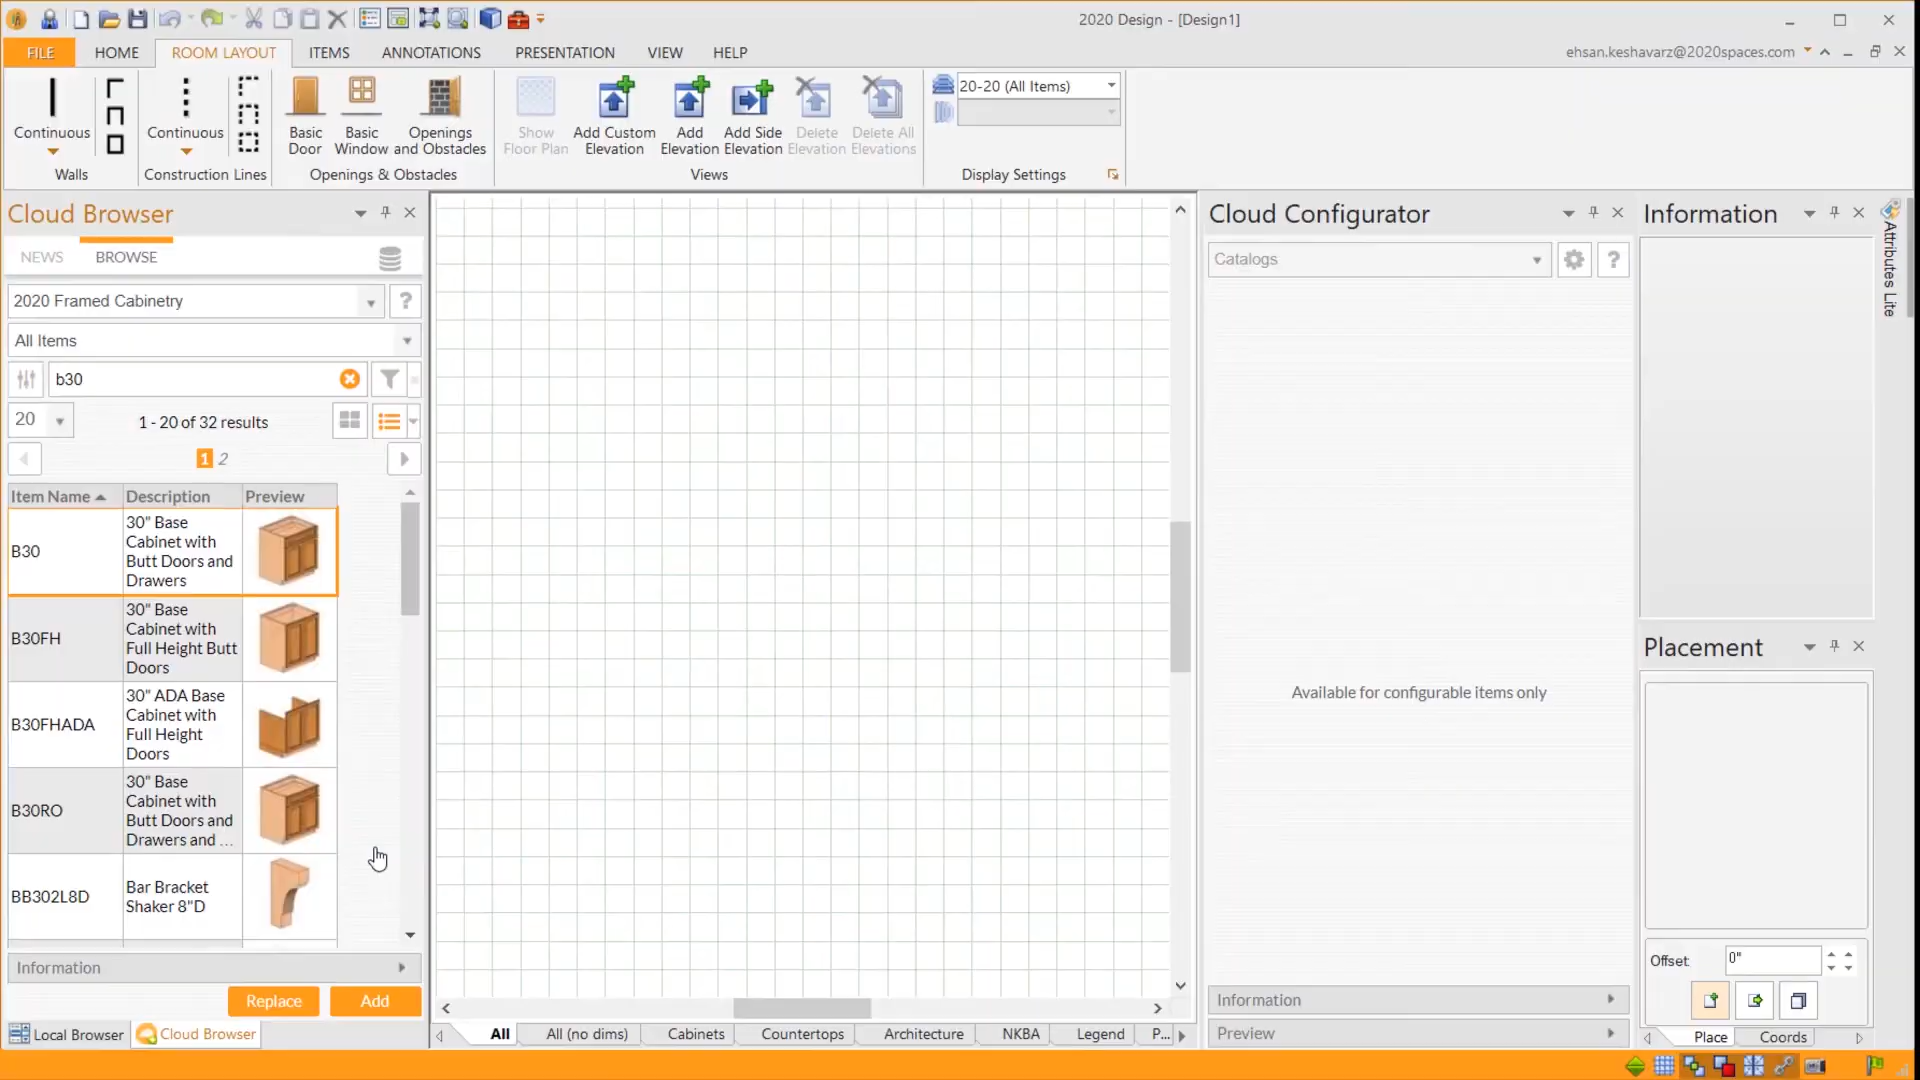 2020 Design - [Design1]
FILE
HOME
ROOM LAYOUT
ITEMS
ANNOTATIONS
PRESENTATION
VIEW
HELP
ehsan.keshavarz@2020spaces.com
Continuous
Walls
Continuous
Construction Lines
Basic
Door
Basic
Window
Openings
and Obstacles
Openings & Obstacles
Show
Floor Plan
Add Custom
Elevation
Add
Elevation
Add Side
Elevation
Delete
Elevation
Delete All
Elevations
Views
20-20 (All Items)
Display Settings
Cloud Browser
NEWS
BROWSE
2020 Framed Cabinetry
?
All Items
b30
20
1 - 20 of 32 results
1 2
Item Name
Description
Preview
B30
30" Base
Cabinet with
Butt Doors and
Drawers
B30FH
30" Base
Cabinet with
Full Height Butt
Doors
B30FHADA
30" ADA Base
Cabinet with
Full Height
Doors
B30RO
30" Base
Cabinet with
Butt Doors and
Drawers and ...
BB302L8D
Bar Bracket
Shaker 8"D
Information
Replace
Add
Local Browser
Cloud Browser
All
All (no dims)
Cabinets
Countertops
Architecture
NKBA
Legend
P...
Cloud Configurator
Catalogs
?
Available for configurable items only
Information
Preview
Information
Attributes Lite
Placement
Offset:
0"
Place
Coords